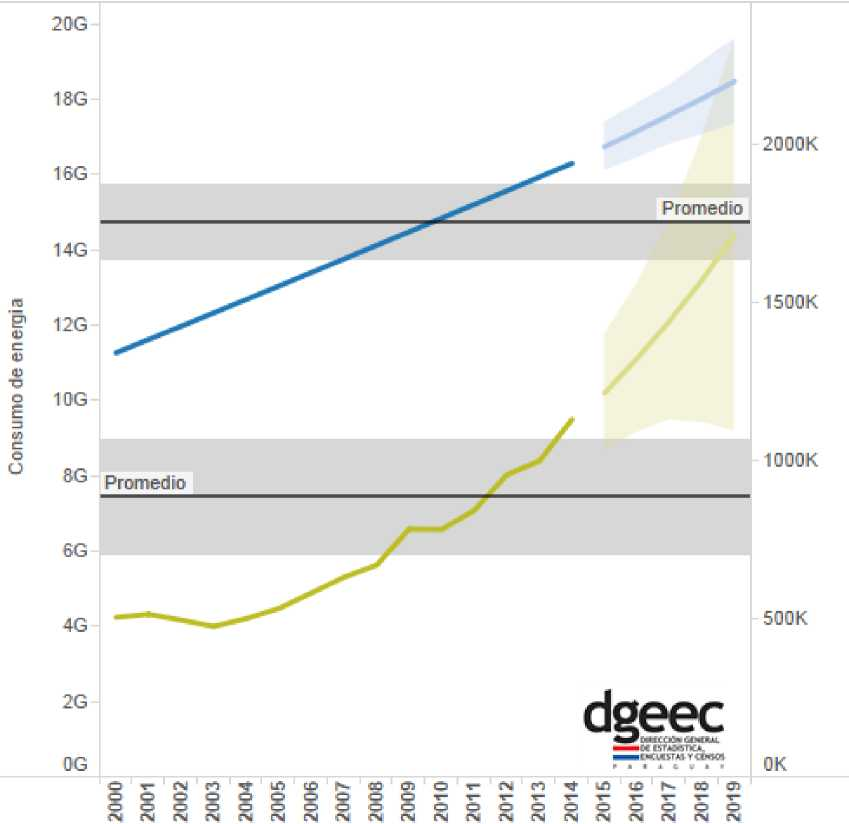 20G
18G
16G
14G
12G
10G
8G
6G
4G
2G
0G
Consumo de energia
2000K
1500K
1000K
500K
0K
Promedio
Promedio
dgeec
DIRECCIÓN GENERAL
DE ESTADÍSTICA,
ENCUESTAS Y CENSOS
PARAGUAY
2000
2001
2002
2003
2004
2005
2006
2007
2008
2009
2010
2011
2012
2013
2014
2015
2016
2017
2018
2019